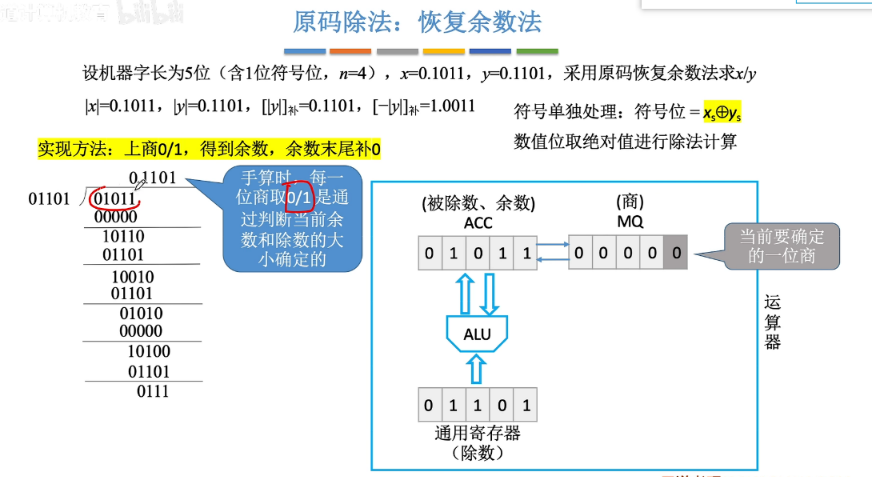 原码除法：恢复余数法
设机器字长为5位（含1位符号位，n=4），x=0.1011，y=0.1101，采用原码恢复余数法求x/y
|x|=0.1011，|y|=0.1101，[|y|]补=0.1101，[−|y|]补=1.0011
符号单独处理：符号位 = xs⊕ys
数值位取绝对值进行除法计算
实现方法：上商0/1，得到余数，余数末尾补0
0.1101
01101
01011
00000
10110
01101
10010
01101
01010
00000
10100
01101
0111
手算时，每一
位商取0/1是通
过判断当前余
数和除数的大
小确定的
(被除数、余数)
ACC
0 1 0 1 1
(商)
MQ
0 0 0 0 0
当前要确定
的一位商
ALU
0 1 1 0 1
通用寄存器
（除数）
运
算
器